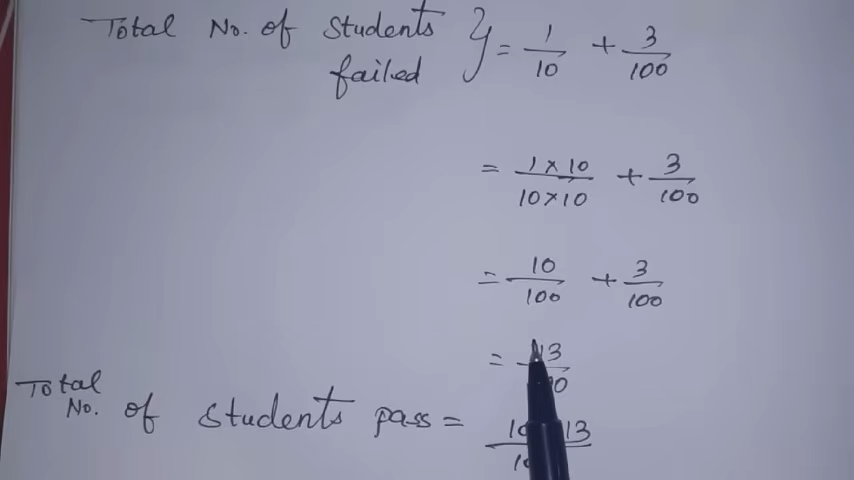 Total No. of Students } = 1/10 + 3/100
failed
= 1×10/10×10 + 3/100
= 10/100 + 3/100
= 13
Total
No. of students pass = 13